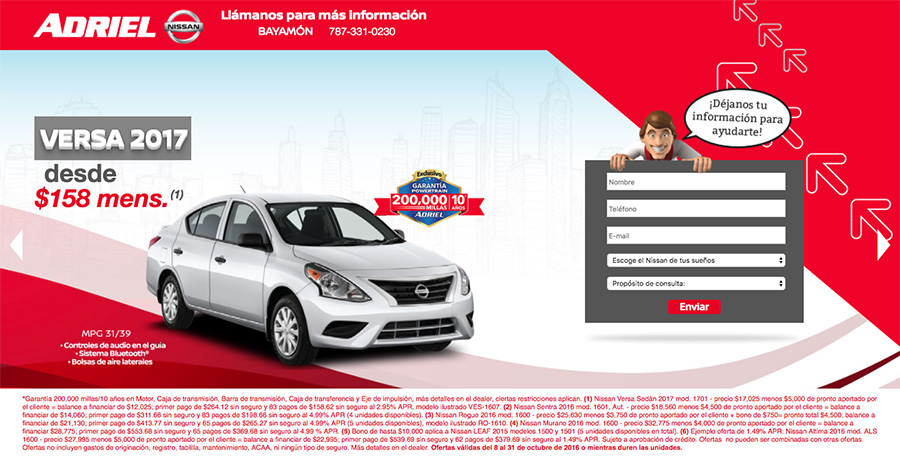 ADRIEL NISSAN
Llámanos para más información
BAYAMÓN 787-331-0230
VERSA 2017
desde
$158 mens.(1)
Exclusivo
GARANTÍA
POWERTRAIN
200,000 MILLAS 10 AÑOS
ADRIEL
MPG 31/39
• Controles de audio en el guía
• Sistema Bluetooth®
• Bolsas de aire laterales
¡Déjanos tu
información para
ayudarte!
Nombre
Teléfono
E-mail
Escoge el Nissan de tus sueños
Propósito de consulta:
Enviar
*Garantía 200,000 millas/10 años en Motor, Caja de transmisión, Barra de transmisión, Caja de transferencia y Eje de impulsión, más detalles en el dealer, ciertas restricciones aplican. (1) Nissan Versa Sedán 2017 mod. 1701 - precio $17,025 menos $5,000 de pronto aportado por
el cliente = balance a financiar de $12,025; primer pago de $264.12 sin seguro y 83 pagos de $158.62 sin seguro al 2.95% APR, modelo ilustrado VES-1607. (2) Nissan Sentra 2016 mod. 1601, Aut. - precio $18,560 menos $4,500 de pronto aportado por el cliente = balance a
financiar de $14,060; primer pago de $311.66 sin seguro y 83 pagos de $198.66 sin seguro al 4.99% APR (4 unidades disponibles). (3) Nissan Rogue 2016 mod. 1600 - precio $25,630 menos $3,750 de pronto aportado por el cliente + bono de $750= pronto total $4,500; balance a
financiar de $21,130; primer pago de $413.77 sin seguro y 65 pagos de $265.27 sin seguro al 4.99% APR (5 unidades disponibles), modelo ilustrado RO-1610. (4) Nissan Murano 2016 mod. 1600 - precio $32,775 menos $4,000 de pronto aportado por el cliente = balance a
financiar $28,775; primer pago de $553.68 sin seguro y 65 pagos de $369.68 sin seguro al 4.99% APR. (5) Bono de hasta $10,000 aplica a Nissan LEAF 2015 modelos 1500 y 1501 (5 unidades disponibles en total). (6) Ejemplo oferta de 1.49% APR: Nissan Altima 2016 mod. ALS
1600 - precio $27,995 menos $5,000 de pronto aportado por el cliente = balance a financiar de $22,995; primer pago de $539.69 sin seguro y 62 pagos de $379.69 sin seguro al 1.49% APR. Sujeto a aprobación de crédito. Ofertas no pueden ser combinadas con otras ofertas.
Ofertas no incluyen gastos de originación, registro, tablilla, mantenimiento, ACAA, ni ningún tipo de seguro. Más detalles en el dealer. Ofertas válidas del 8 al 31 de octubre de 2016 o mientras duren las unidades.